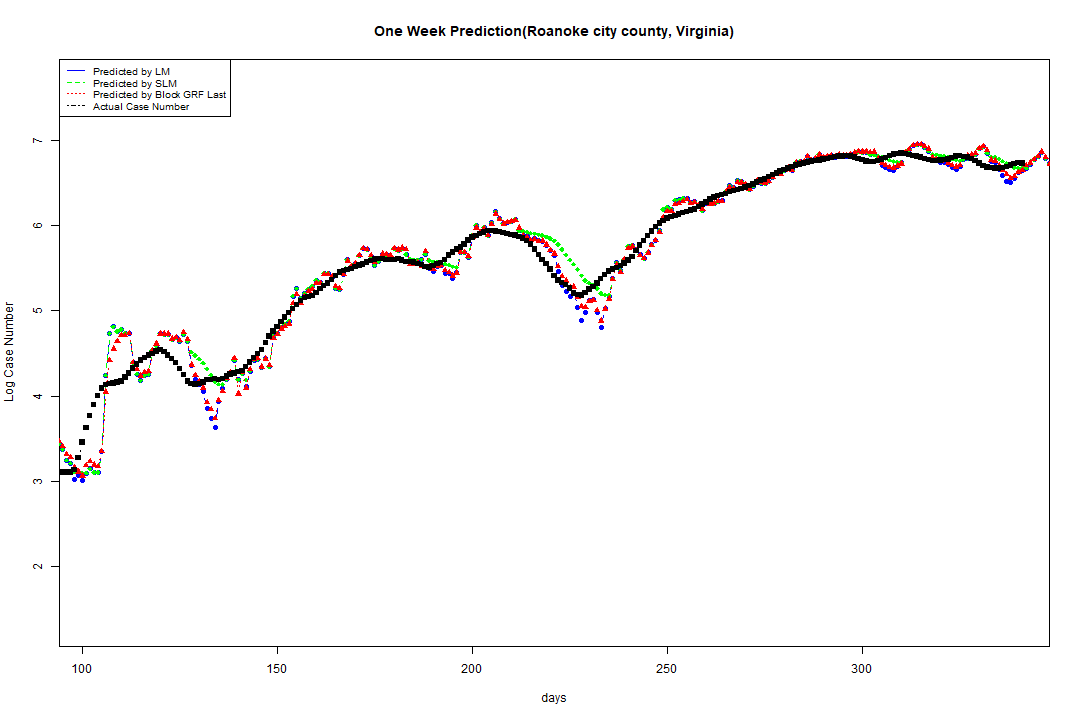 One Week Prediction(Roanoke city county, Virginia)
Predicted by LM
Predicted by SLM
Predicted by Block GRF Last
Actual Case Number
7
6
5
4
3
2
Log Case Number
100 150 200 250 300
days